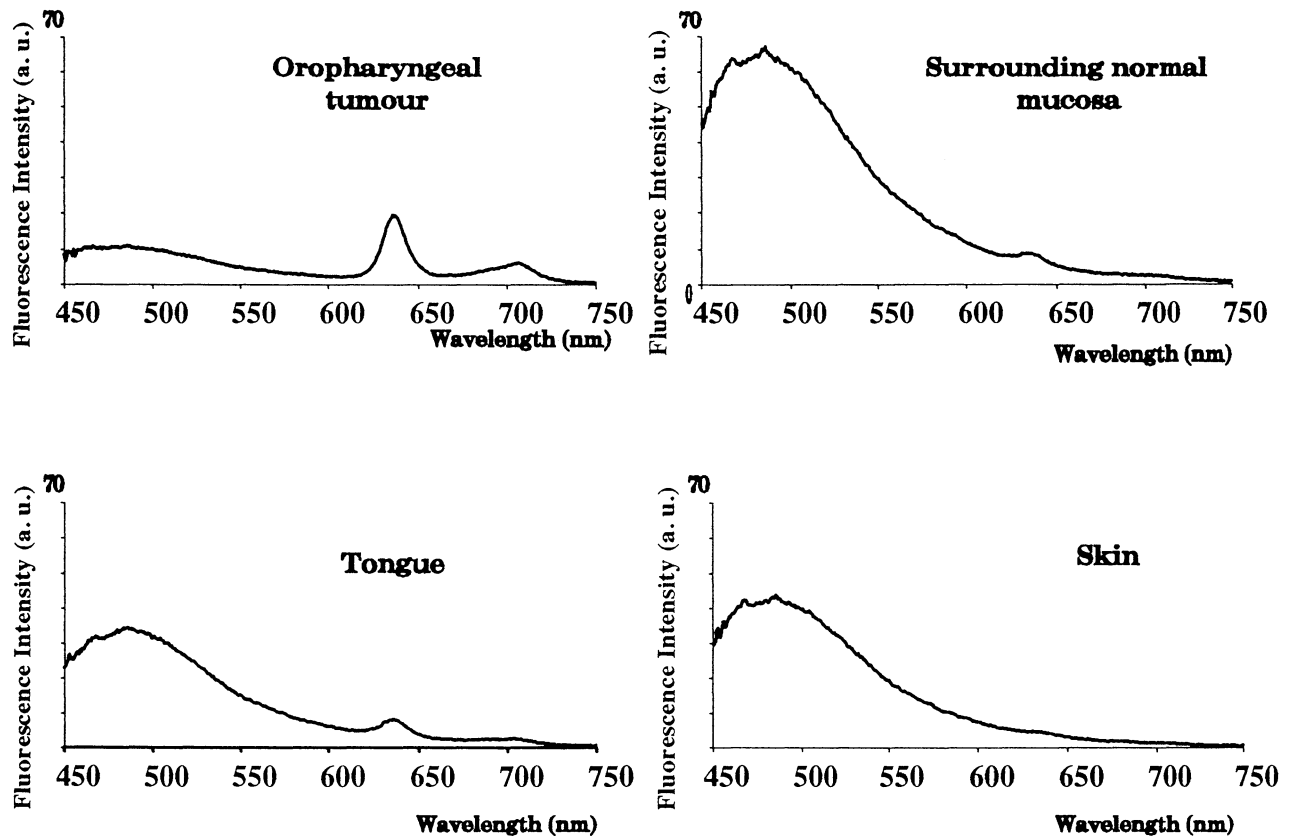 70
Fluorescence Intensity (a. u.)
Oropharyngeal
tumour
450 500 550 600 650 700 750
Wavelength (nm)
70
Fluorescence Intensity (a. u.)
Surrounding normal
mucosa
0
450 500 550 600 650 700 750
Wavelength (nm)
70
Fluorescence Intensity (a. u.)
Tongue
450 500 550 600 650 700 750
Wavelength (nm)
70
Fluorescence Intensity (a. u.)
Skin
450 500 550 600 650 700 750
Wavelength (nm)